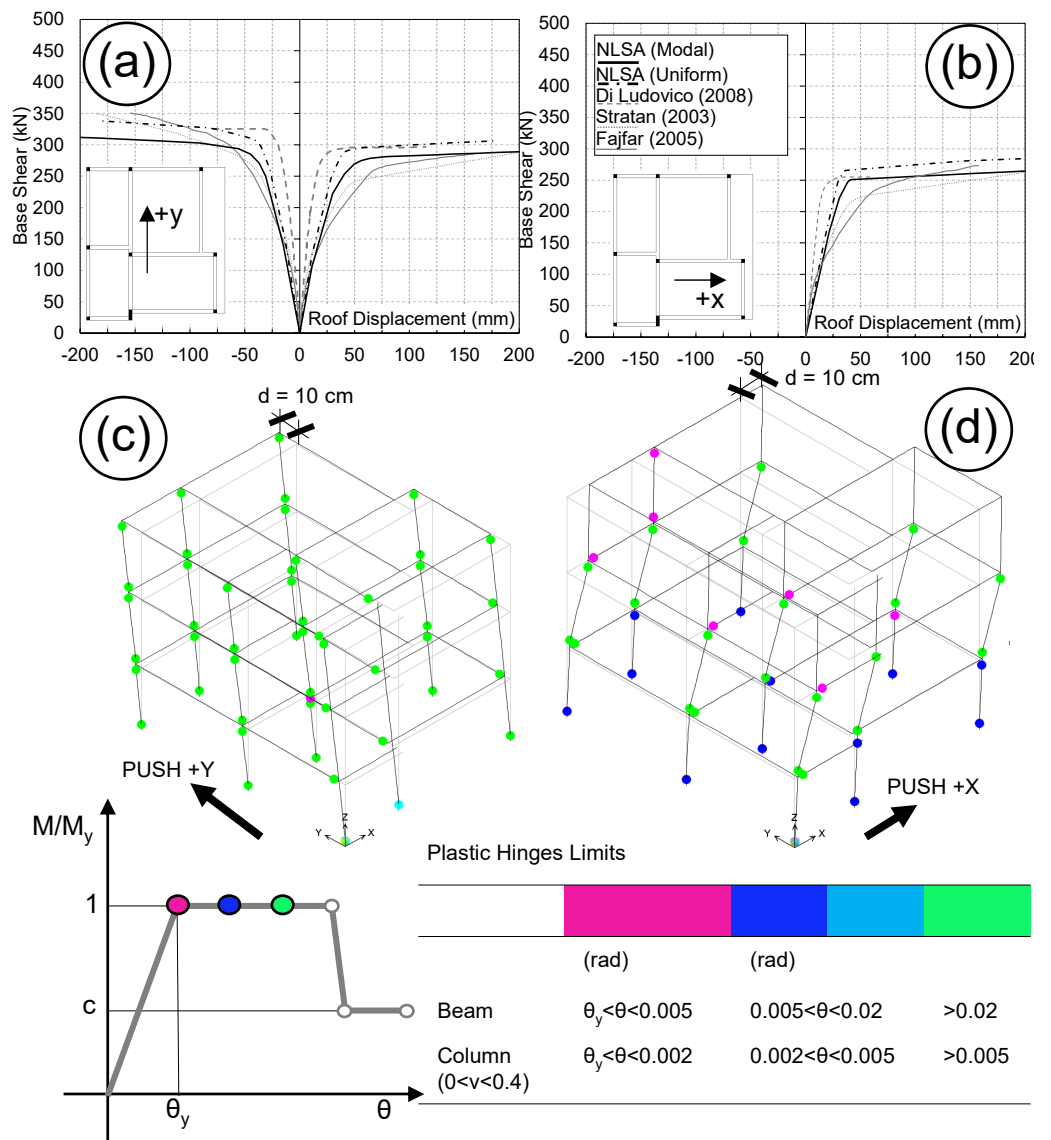 (a)
500
450
400
350
300
250
200
150
100
50
0
Base Shear (kN)
+y
Roof Displacement (mm)
-200 -150 -100 -50 0 50 100 150 200
(b)
500
450
400
350
300
250
200
150
100
50
0
Base Shear (kN)
NLSA (Modal)
NLSA (Uniform)
Di Ludovico (2008)
Stratan (2003)
Fajfar (2005)
+x
Roof Displacement (mm)
-200 -150 -100 -50 0 50 100 150 200
(c)
d = 10 cm
PUSH +Y
Z
Y X
(d)
d = 10 cm
PUSH +X
Z
Y X
M/My
1
c
θy
θ
Plastic Hinges Limits
(rad) (rad)
Beam θy<θ<0.005 0.005<θ<0.02 >0.02
Column θy<θ<0.002 0.002<θ<0.005 >0.005
(0<ν<0.4)